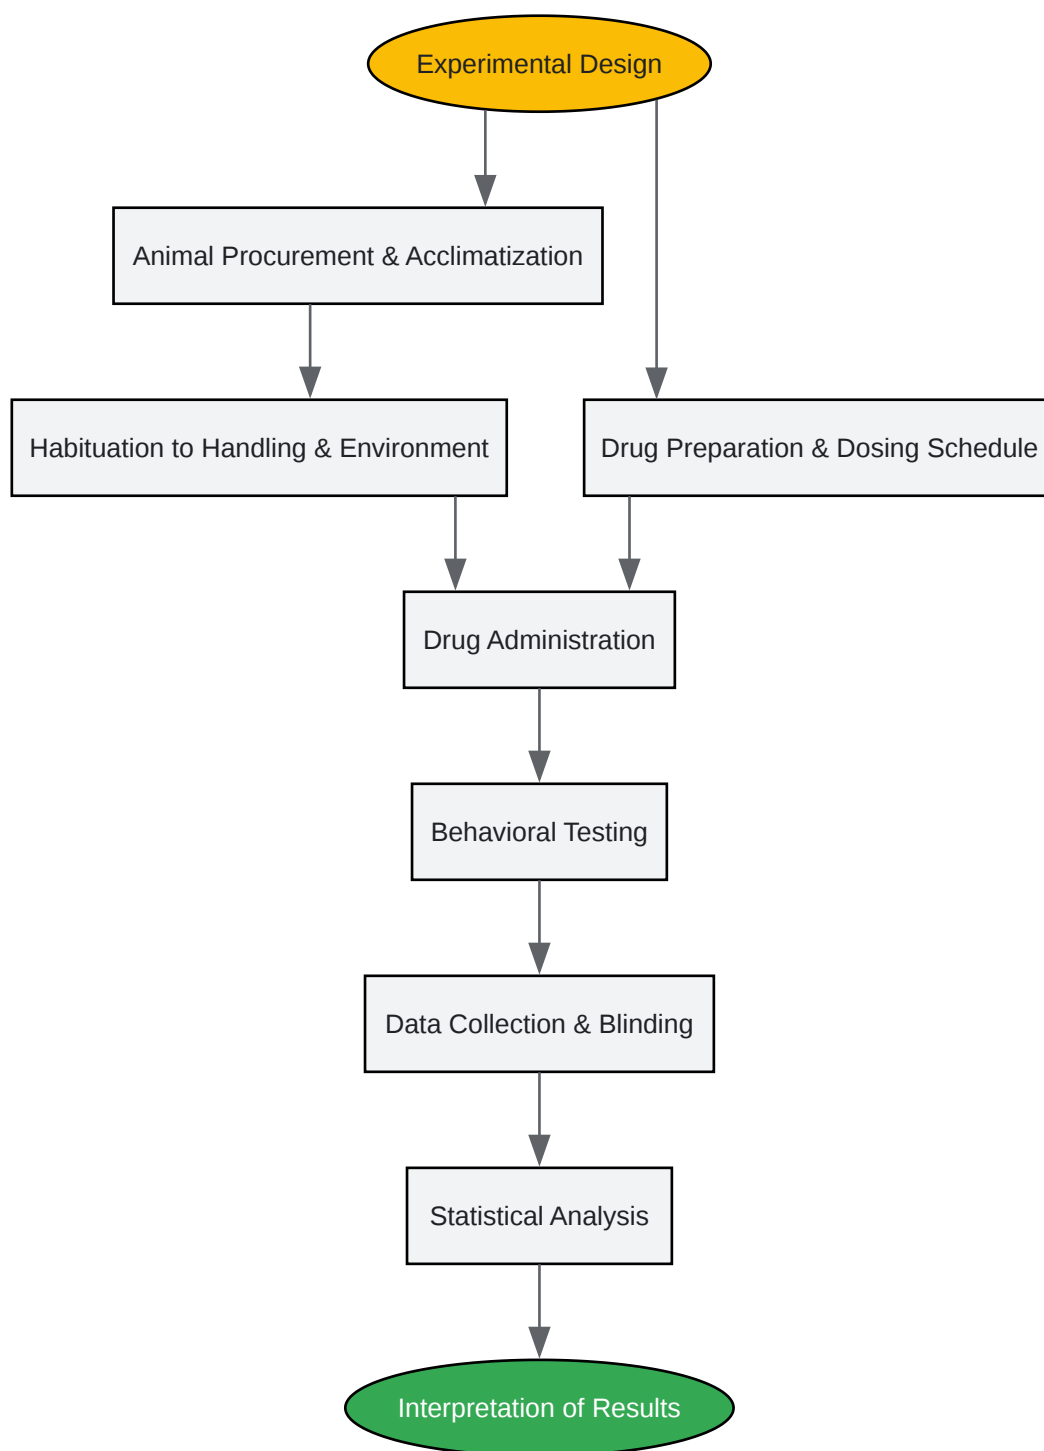 Experimental Design
Animal Procurement & Acclimatization
Habituation to Handling & Environment
Drug Preparation & Dosing Schedule
Drug Administration
Behavioral Testing
Data Collection & Blinding
Statistical Analysis
Interpretation of Results